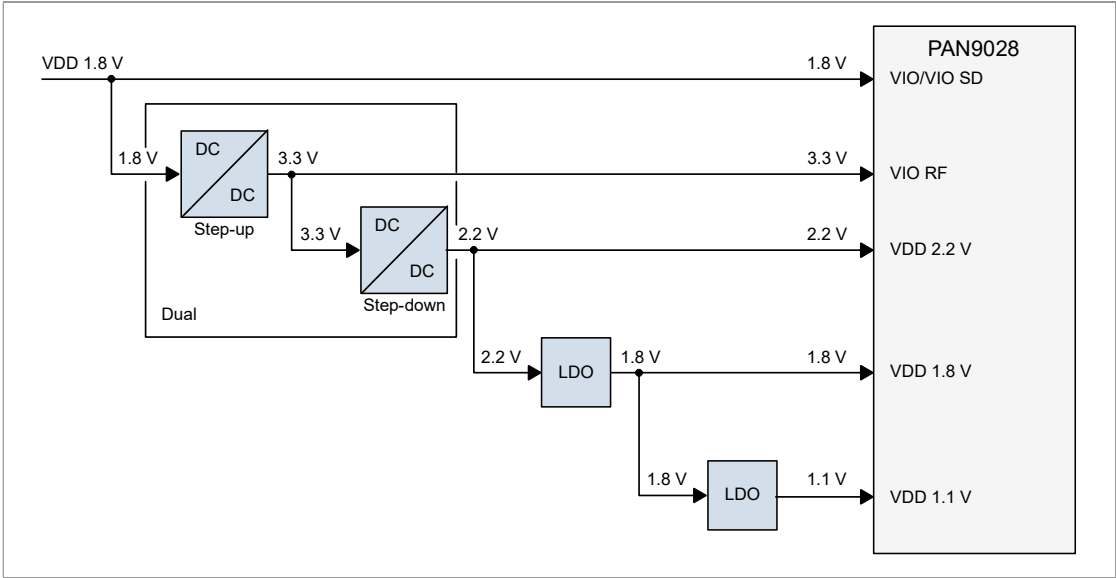 PAN9028
VDD 1.8 V
1.8 V
VIO/VIO SD
1.8 V
DC
DC
Step-up
3.3 V
3.3 V
VIO RF
3.3 V
DC
DC
Step-down
2.2 V
2.2 V
VDD 2.2 V
Dual
2.2 V
LDO
1.8 V
1.8 V
VDD 1.8 V
1.8 V
LDO
1.1 V
VDD 1.1 V